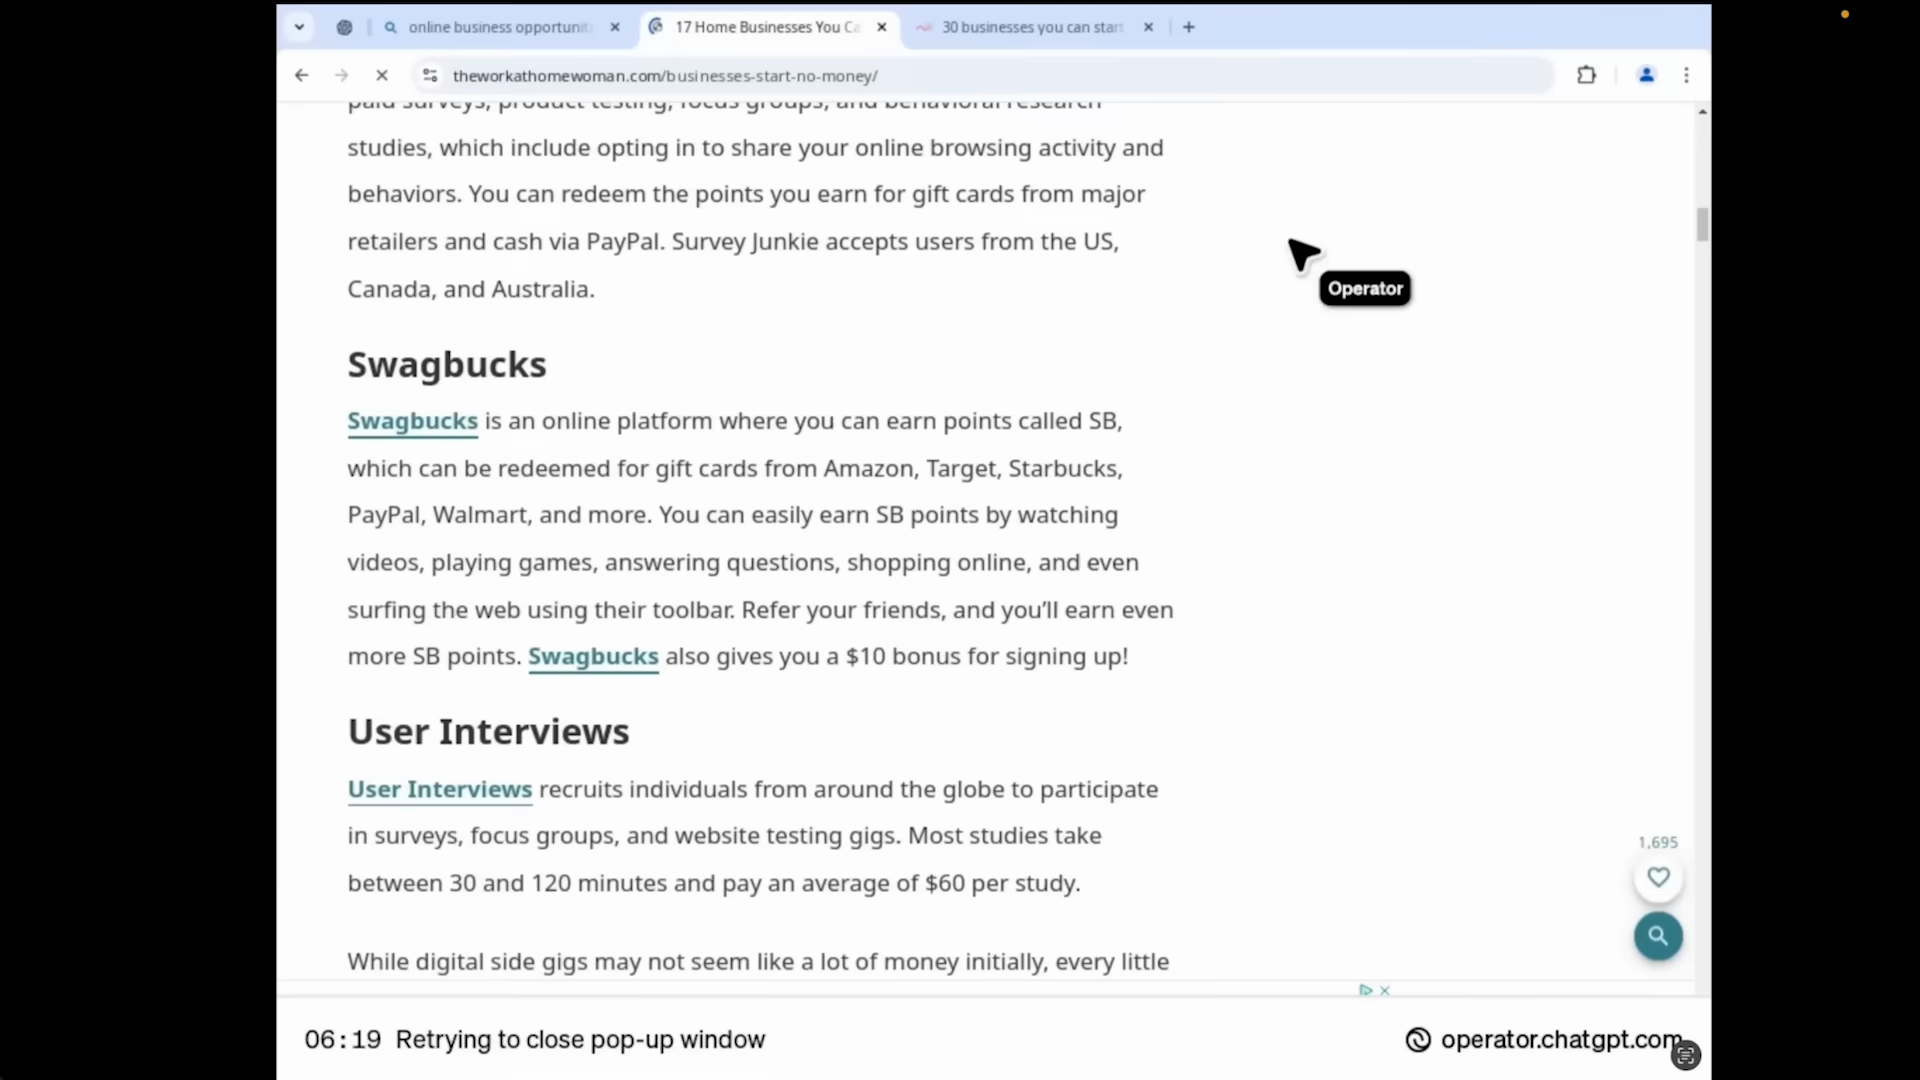 online business opportuniti
17 Home Businesses You Ca
30 businesses you can start
theworkathomewoman.com/businesses-start-no-money/
paid surveys, product testing, focus groups, and behavioral research
studies, which include opting in to share your online browsing activity and
behaviors. You can redeem the points you earn for gift cards from major
retailers and cash via PayPal. Survey Junkie accepts users from the US,
Canada, and Australia.
Operator
Swagbucks
Swagbucks is an online platform where you can earn points called SB,
which can be redeemed for gift cards from Amazon, Target, Starbucks,
PayPal, Walmart, and more. You can easily earn SB points by watching
videos, playing games, answering questions, shopping online, and even
surfing the web using their toolbar. Refer your friends, and you’ll earn even
more SB points. Swagbucks also gives you a $10 bonus for signing up!
User Interviews
User Interviews recruits individuals from around the globe to participate
in surveys, focus groups, and website testing gigs. Most studies take
between 30 and 120 minutes and pay an average of $60 per study.
1,695
While digital side gigs may not seem like a lot of money initially, every little
06:19 Retrying to close pop-up window
operator.chatgpt.com